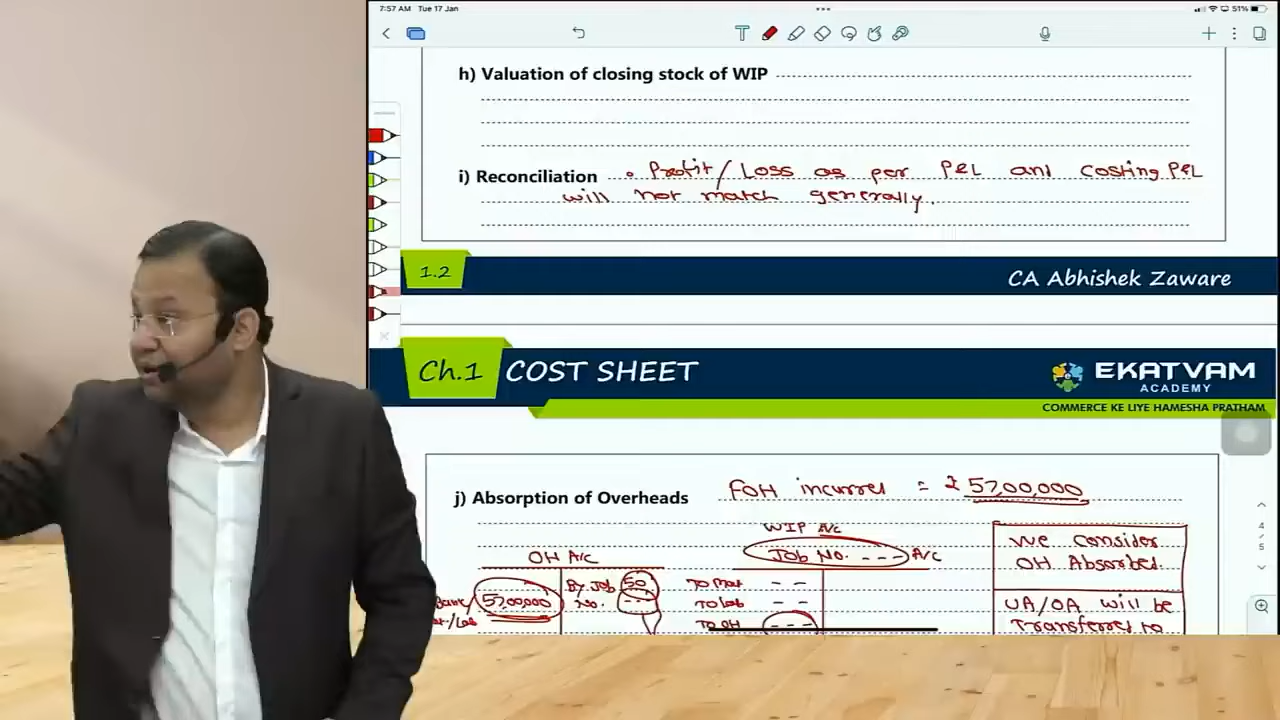 7:57 AM Tue 17 Jan
51%
h) Valuation of closing stock of WIP
i) Reconciliation • Profit/Loss as per P&L and costing P&L
will not match generally.
1.2
CA Abhishek Zaware
Ch.1 COST SHEET
EKATVAM
ACADEMY
COMMERCE KE LIYE HAMESHA PRATHAM
j) Absorption of Overheads FOH incurred = ₹ 57,00,000
WIP A/c
OH A/c
Job No. --- A/c
57,00,000
By Job 50
No. ---
To Mat --
To Lab --
To OH ---
We consider
OH Absorbed
UA/OA will be
Transferred to
4
5